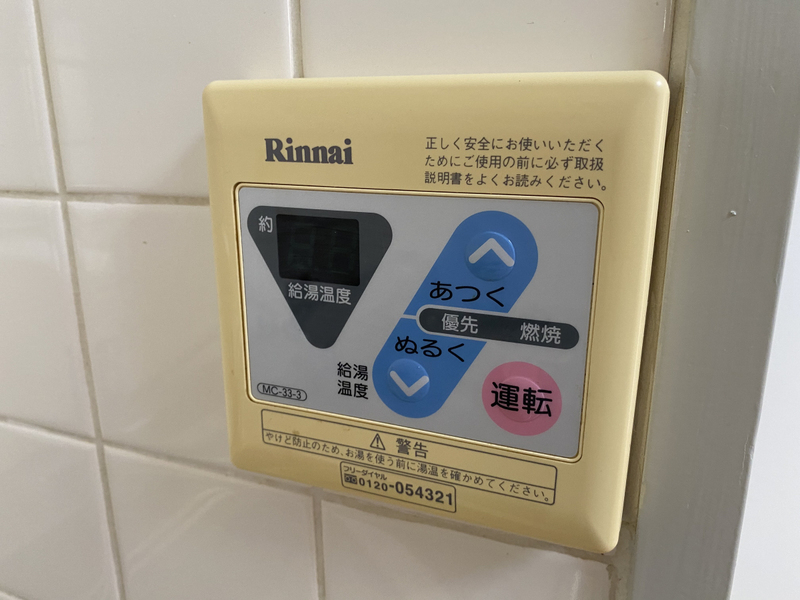 Rinnai
正しく安全にお使いいただく
ためにご使用の前に必ず取扱
説明書をよくお読みください。
約
給湯温度
あつく
優先 燃焼
ぬるく
給湯
温度
運転
MC-33-3
警告
やけど防止のため、お湯を使う前に湯温を確かめてください。
フリーダイヤル
0120-054321